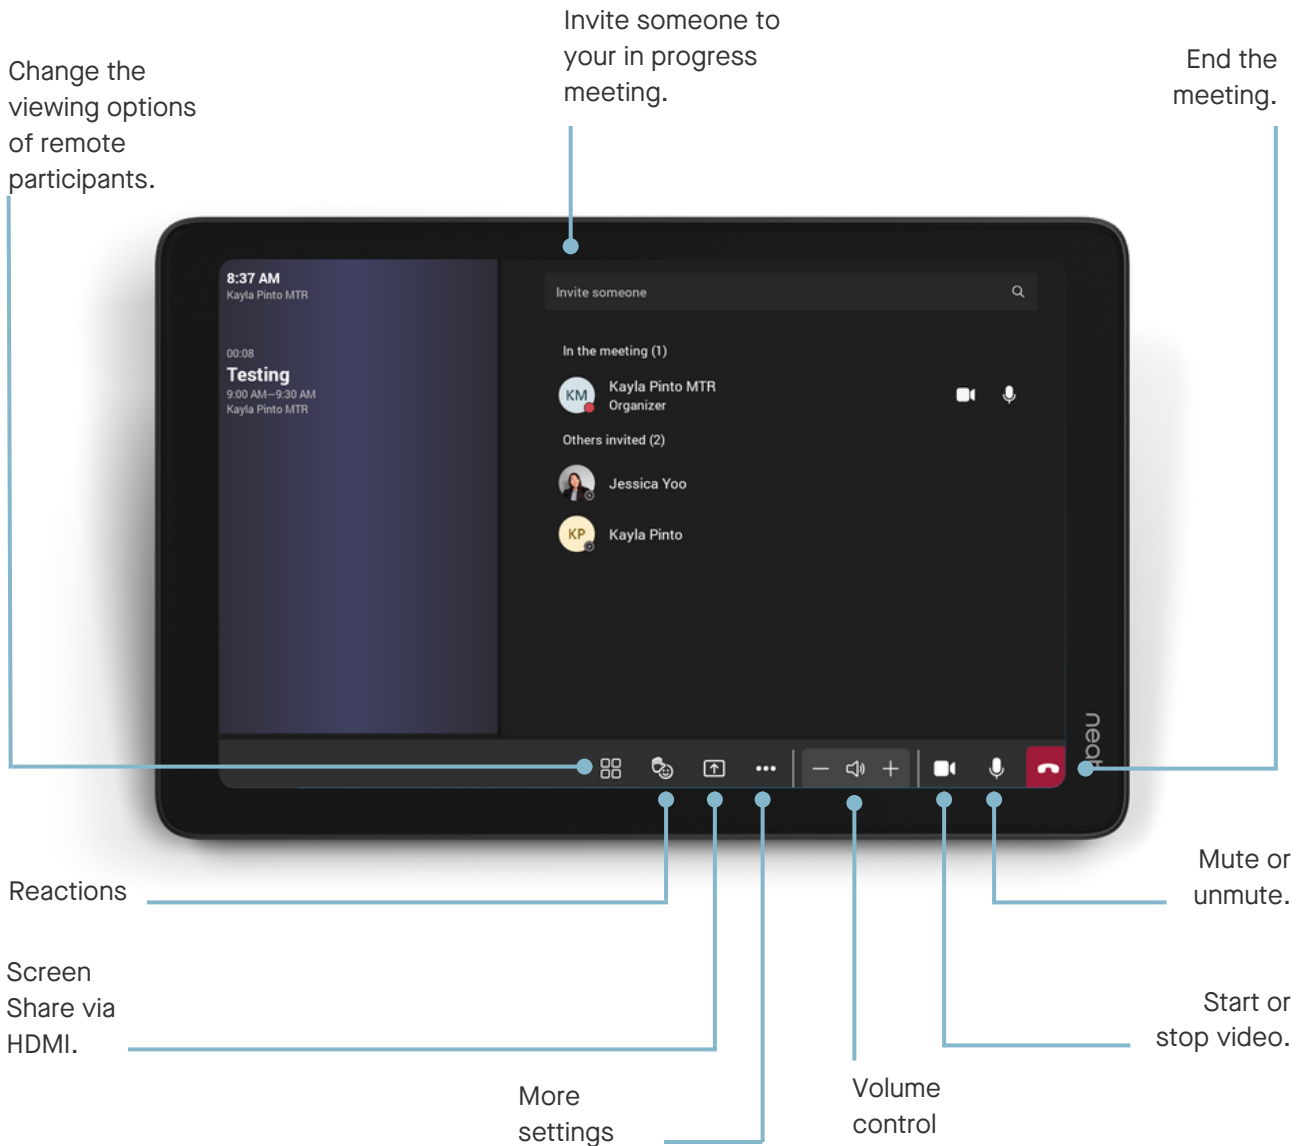 Invite someone to
your in progress
meeting.
Change the
viewing options
of remote
participants.
End the
meeting.
8:37 AM
Kayla Pinto MTR
00:08
Testing
9:00 AM–9:30 AM
Kayla Pinto MTR
Invite someone
In the meeting (1)
KM
Kayla Pinto MTR
Organizer
Others invited (2)
Jessica Yoo
KP
Kayla Pinto
neat
Reactions
Screen
Share via
HDMI.
More
settings
Volume
control
Mute or
unmute.
Start or
stop video.